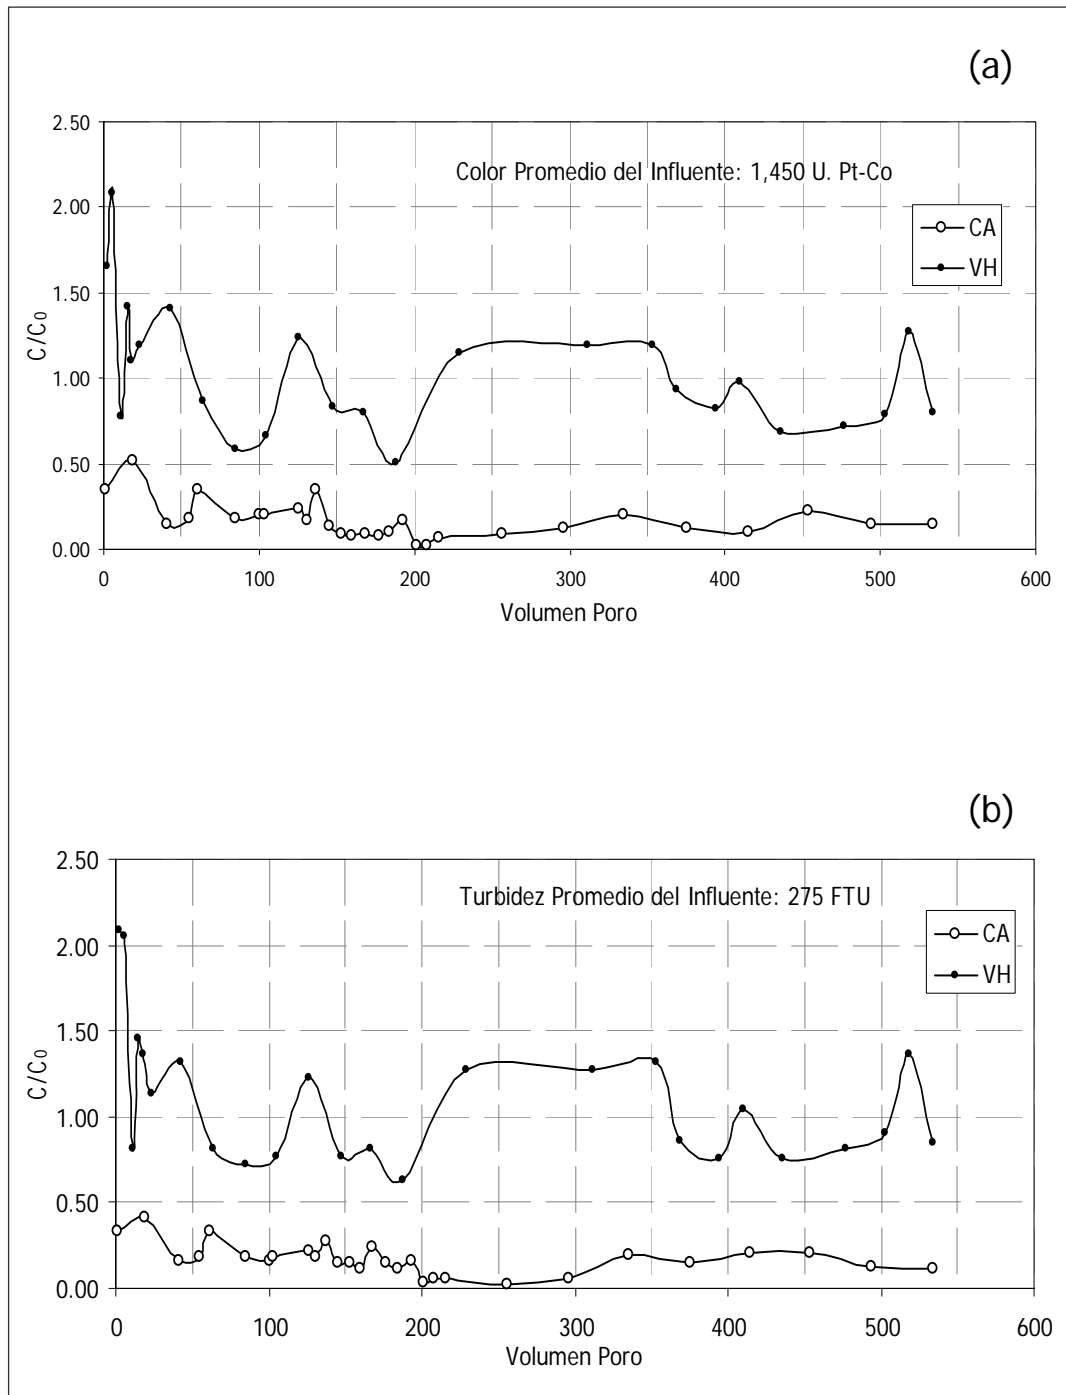 (a)
2.50
Color Promedio del Influente: 1,450 U. Pt-Co
2.00
CA
VH
1.50
C/C0
1.00
0.50
0.00
0 100 200 300 400 500 600
Volumen Poro
(b)
2.50
Turbidez Promedio del Influente: 275 FTU
CA
2.00
VH
1.50
C/C0
1.00
0.50
0.00
0 100 200 300 400 500 600
Volumen Poro